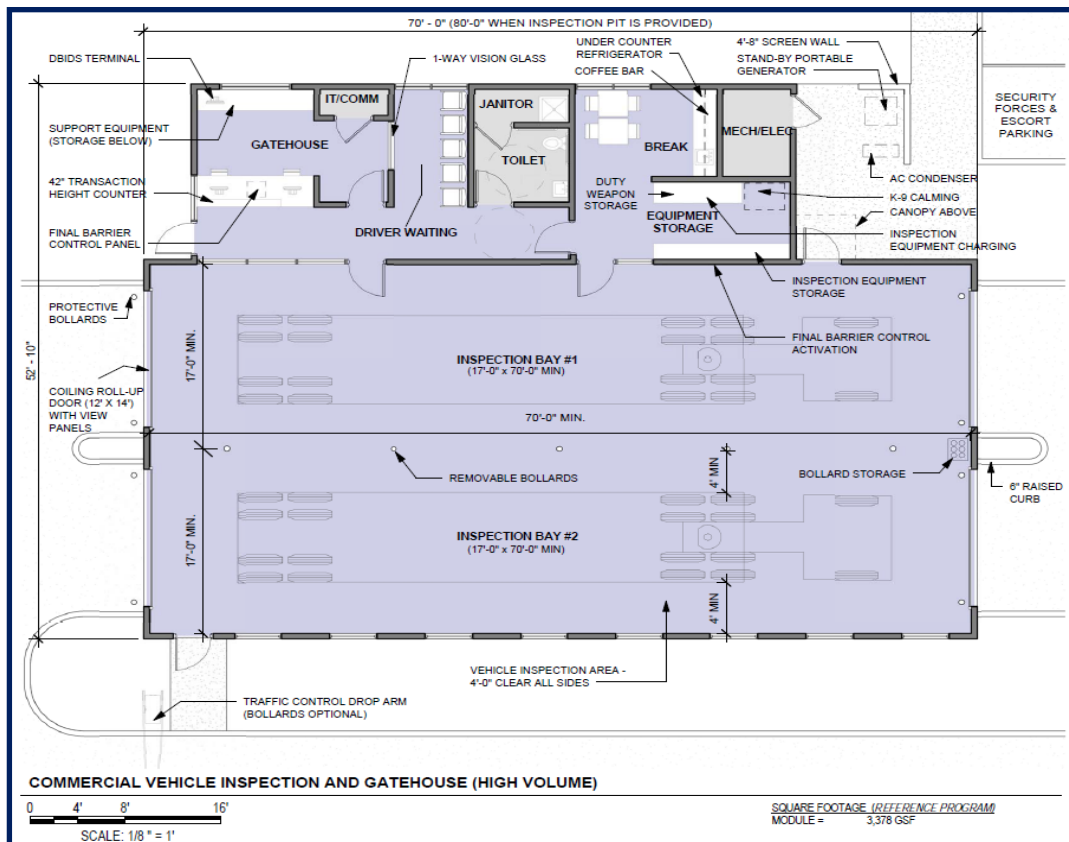 70' - 0" (80'-0" WHEN INSPECTION PIT IS PROVIDED)
DBIDS TERMINAL
1-WAY VISION GLASS
UNDER COUNTER
REFRIGERATOR
COFFEE BAR
4'-8" SCREEN WALL
STAND-BY PORTABLE
GENERATOR
SECURITY
FORCES &
ESCORT
PARKING
SUPPORT EQUIPMENT
(STORAGE BELOW)
IT/COMM
JANITOR
GATEHOUSE
TOILET
BREAK
MECH/ELEC
42" TRANSACTION
HEIGHT COUNTER
DUTY
WEAPON
STORAGE
AC CONDENSER
K-9 CALMING
CANOPY ABOVE
FINAL BARRIER
CONTROL PANEL
DRIVER WAITING
EQUIPMENT
STORAGE
INSPECTION
EQUIPMENT CHARGING
INSPECTION EQUIPMENT
STORAGE
PROTECTIVE
BOLLARDS
52' - 10"
17'-0" MIN.
FINAL BARRIER CONTROL
ACTIVATION
INSPECTION BAY #1
(17'-0" x 70'-0" MIN)
COILING ROLL-UP
DOOR (12' X 14')
WITH VIEW
PANELS
70'-0" MIN.
REMOVABLE BOLLARDS
4' MIN
BOLLARD STORAGE
6" RAISED
CURB
17'-0" MIN.
INSPECTION BAY #2
(17'-0" x 70'-0" MIN)
4' MIN
VEHICLE INSPECTION AREA -
4'-0" CLEAR ALL SIDES
TRAFFIC CONTROL DROP ARM
(BOLLARDS OPTIONAL)
COMMERCIAL VEHICLE INSPECTION AND GATEHOUSE (HIGH VOLUME)
0 4' 8' 16'
SCALE: 1/8 " = 1'
SQUARE FOOTAGE (REFERENCE PROGRAM)
MODULE = 3,378 GSF